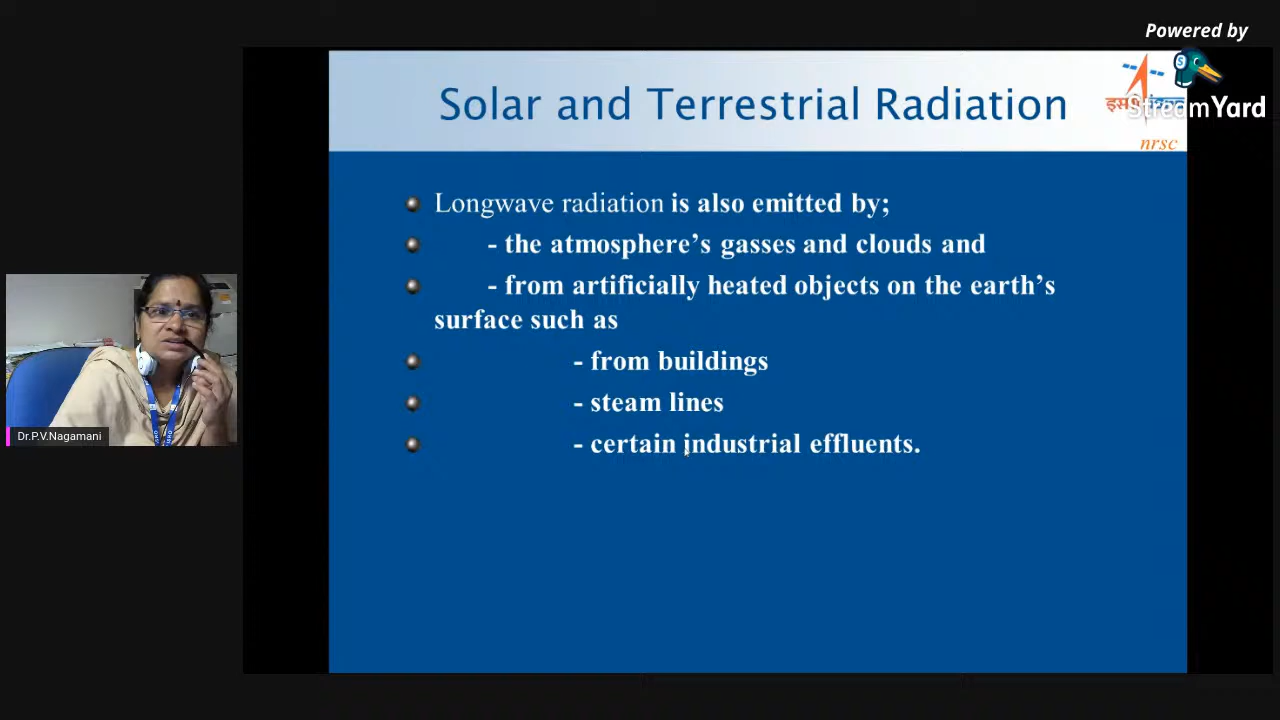 Powered by
StreamYard
Solar and Terrestrial Radiation
nrsc
Longwave radiation is also emitted by;
- the atmosphere’s gasses and clouds and
- from artificially heated objects on the earth’s
surface such as
- from buildings
- steam lines
- certain industrial effluents.
Dr.P.V.Nagamani